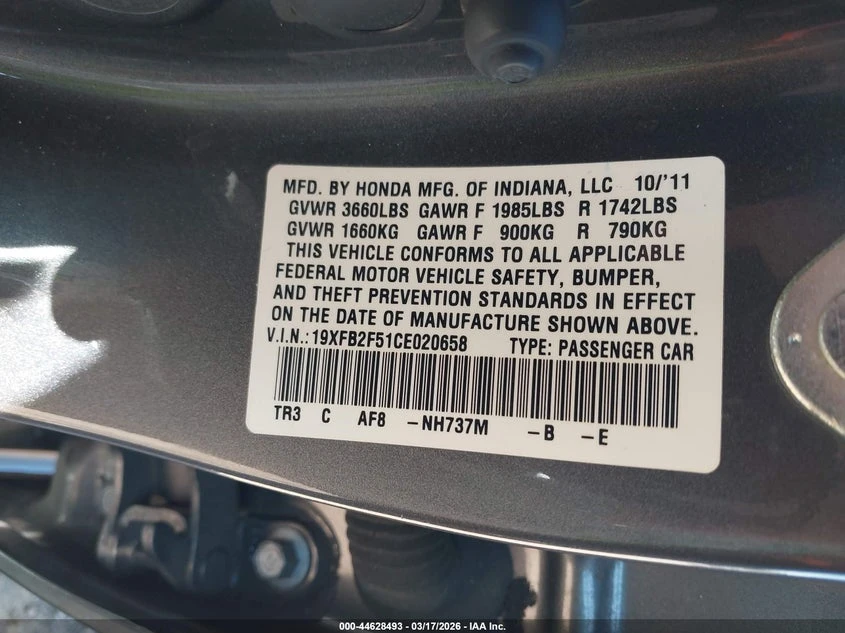 MFD. BY HONDA MFG. OF INDIANA, LLC 10/'11
GVWR 3660LBS GAWR F 1985LBS R 1742LBS
GVWR 1660KG GAWR F 900KG R 790KG
THIS VEHICLE CONFORMS TO ALL APPLICABLE
FEDERAL MOTOR VEHICLE SAFETY, BUMPER,
AND THEFT PREVENTION STANDARDS IN EFFECT
ON THE DATE OF MANUFACTURE SHOWN ABOVE.
V.I.N.:19XFB2F51CE020658 TYPE: PASSENGER CAR
TR3 C AF8 -NH737M -B -E
000-44628493 - 03/17/2026 - IAA Inc.